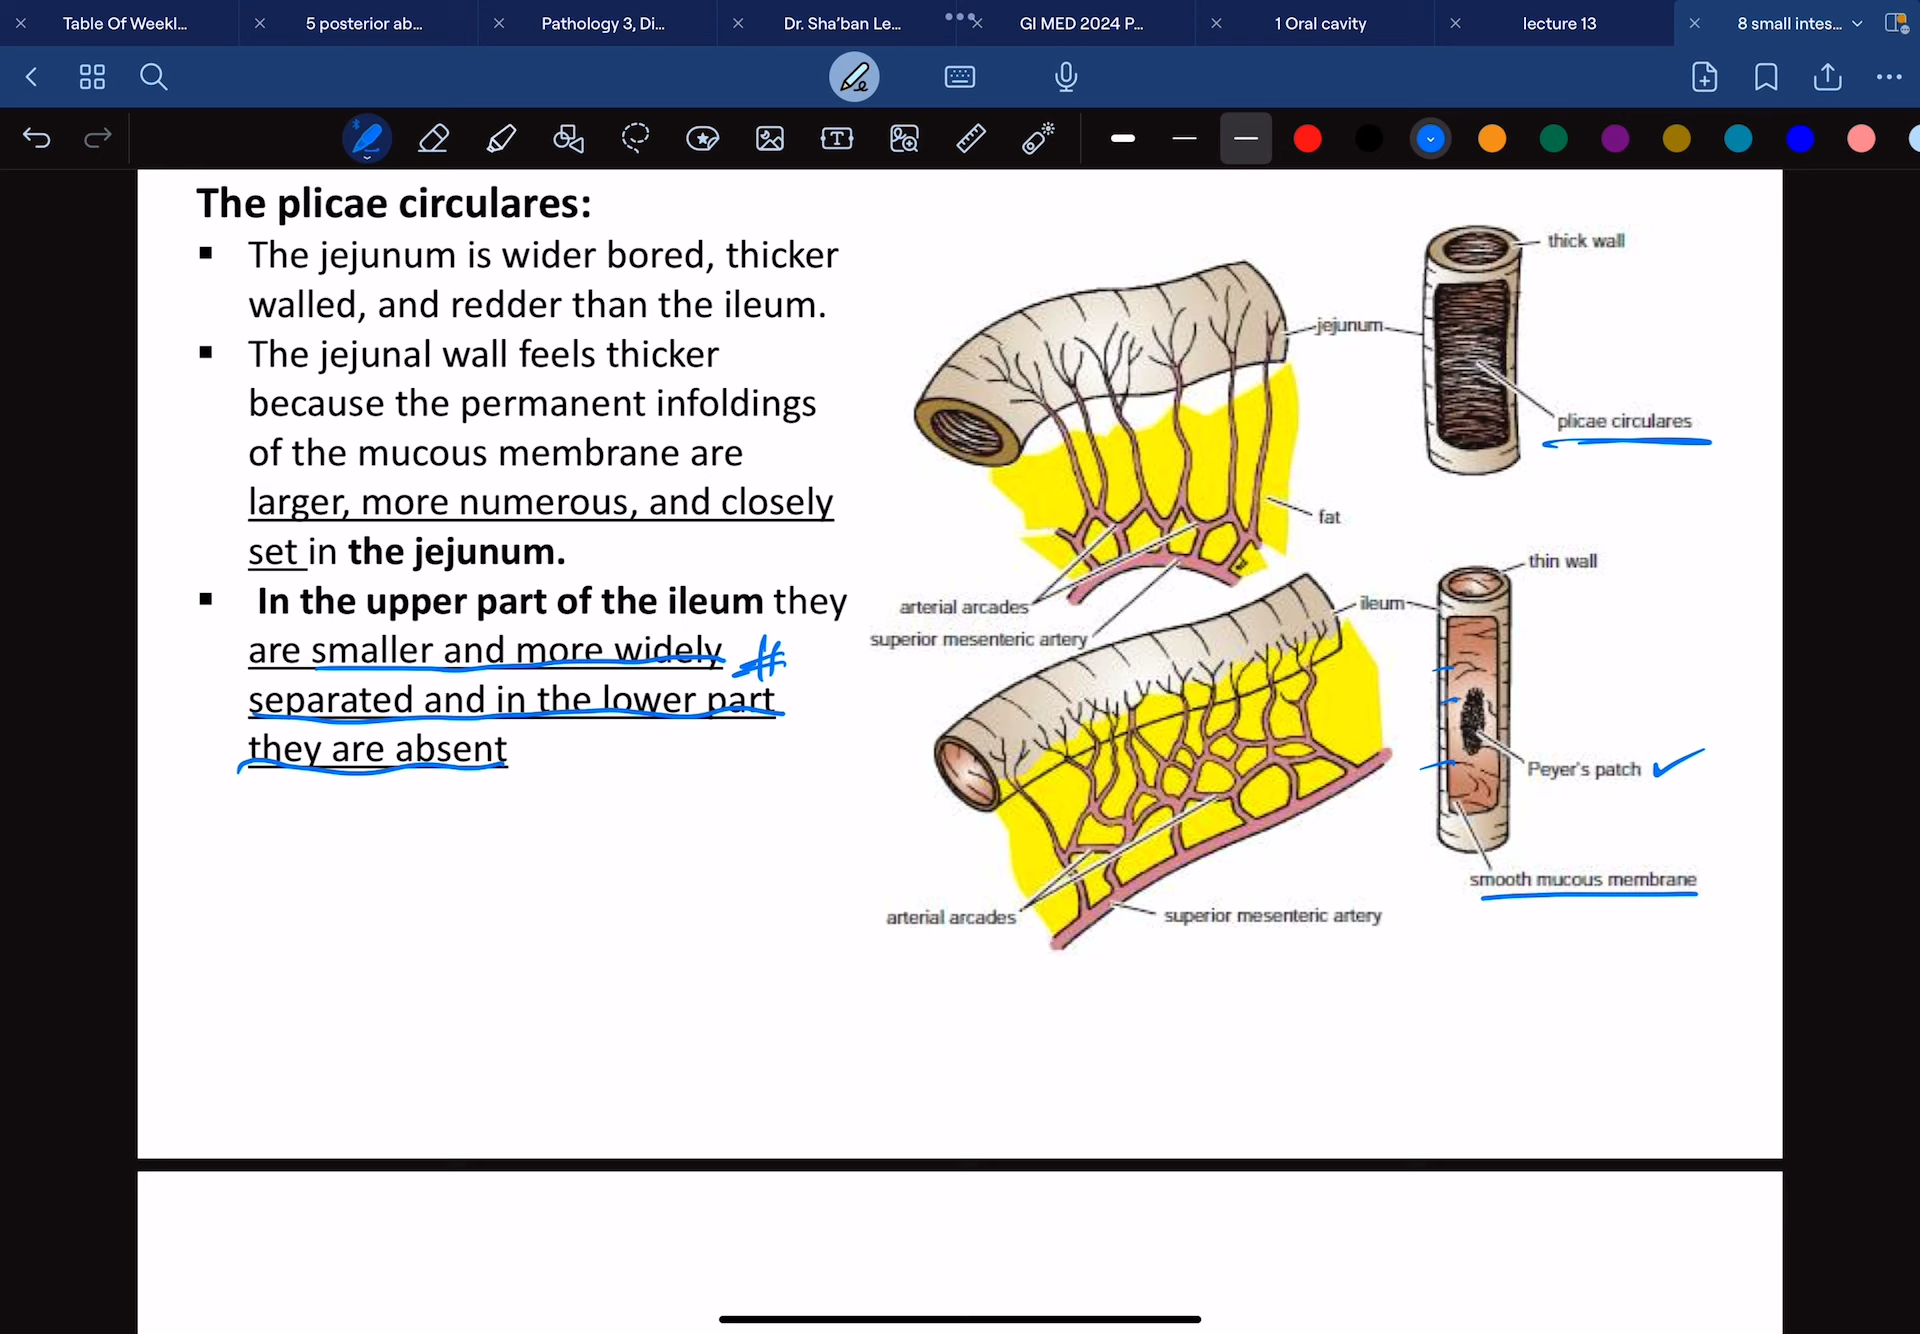 Table Of Weekl...
5 posterior ab...
Pathology 3, Di...
Dr. Sha'ban Le...
GI MED 2024 P...
1 Oral cavity
lecture 13
8 small intes...
The plicae circulares:
▪ The jejunum is wider bored, thicker
walled, and redder than the ileum.
▪ The jejunal wall feels thicker
because the permanent infoldings
of the mucous membrane are
larger, more numerous, and closely
set in the jejunum.
▪ In the upper part of the ileum they
are smaller and more widely #
separated and in the lower part
they are absent
thick wall
jejunum
plicae circulares
fat
arterial arcades
superior mesenteric artery
thin wall
ileum
Peyer's patch
smooth mucous membrane
arterial arcades
superior mesenteric artery